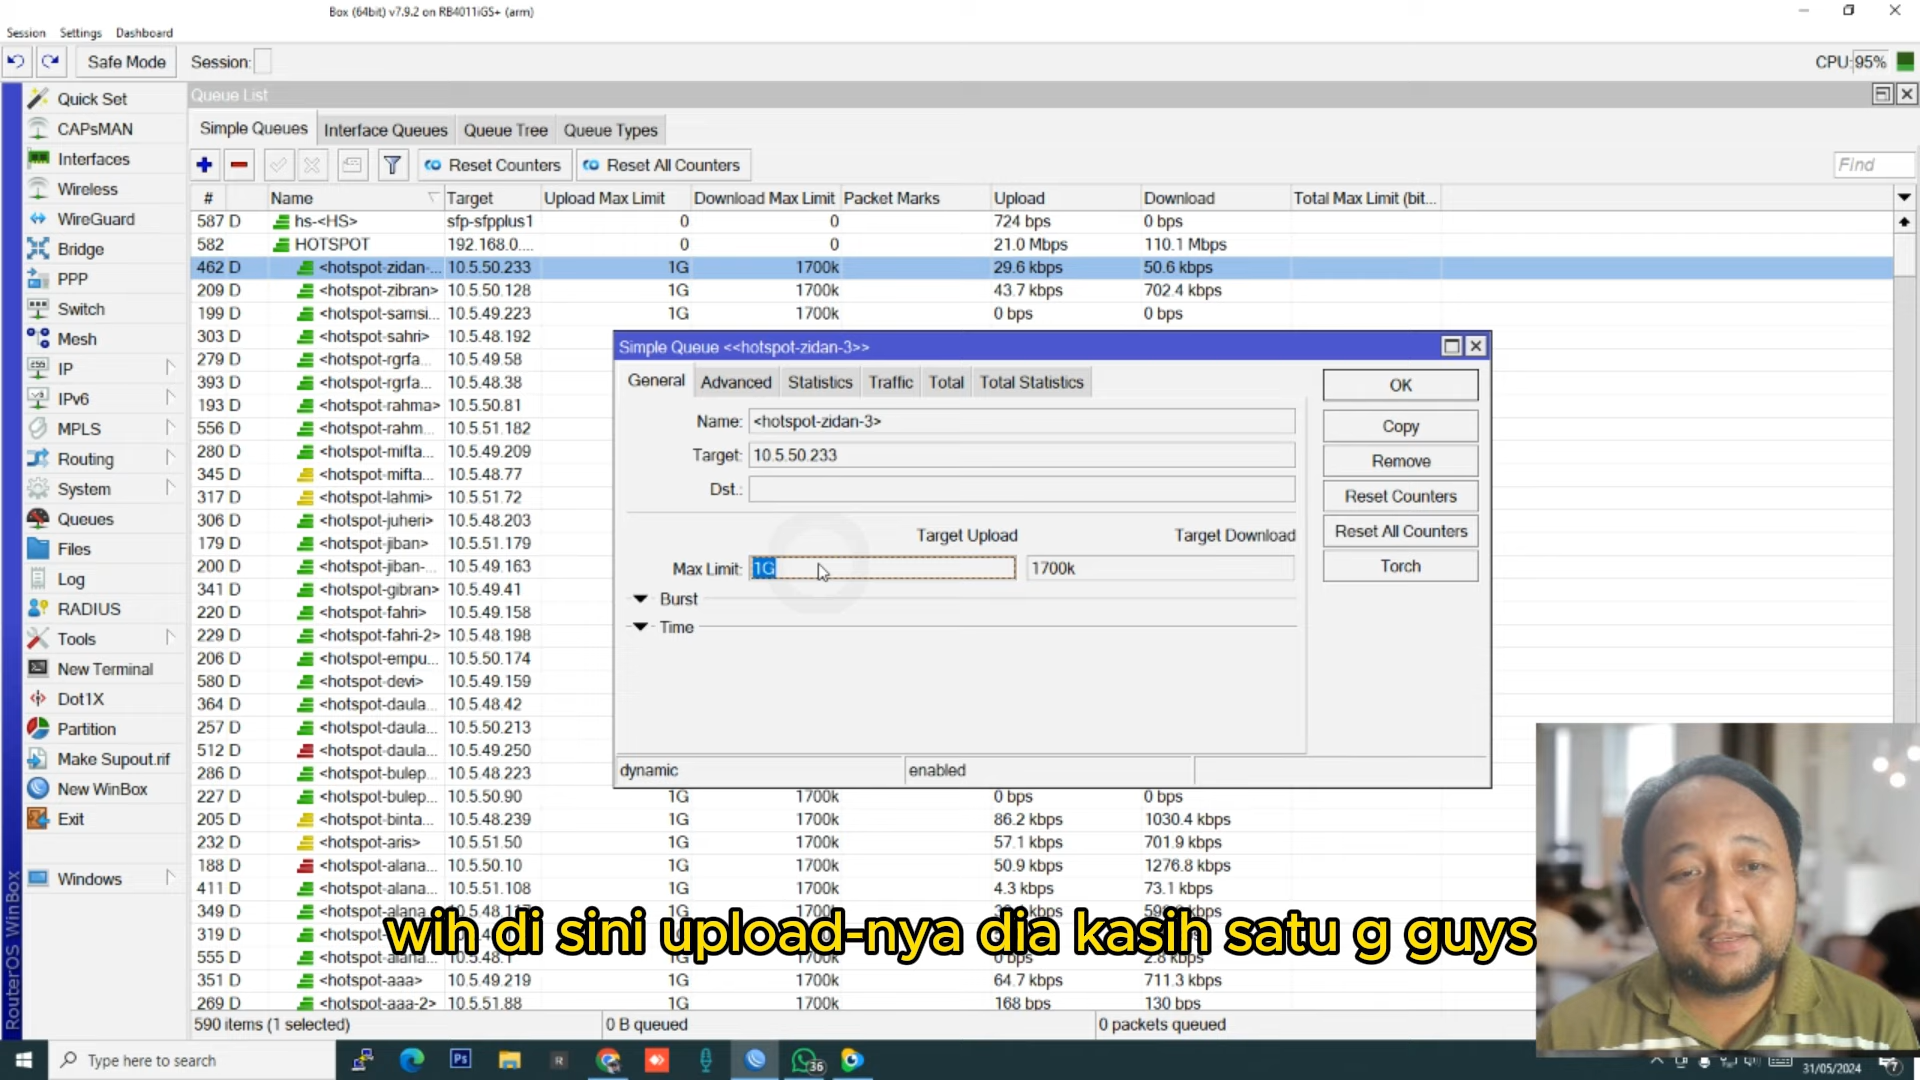 Box (64bit) v7.9.2 on RB4011iGS+ (arm)
Session Settings Dashboard
Safe Mode Session: CPU: 95%
Quick Set
CAPsMAN
Interfaces
Wireless
WireGuard
Bridge
PPP
Switch
Mesh
IP
IPv6
MPLS
Routing
System
Queues
Files
Log
RADIUS
Tools
New Terminal
Dot1X
Partition
Make Supout.rif
New WinBox
Exit
Windows
RouterOS WinBox
Queue List
Simple Queues Interface Queues Queue Tree Queue Types
Reset Counters Reset All Counters Find
# Name Target Upload Max Limit Download Max Limit Packet Marks Upload Download Total Max Limit (bit...
587 D hs-<HS> sfp-sfpplus1 0 0 724 bps 0 bps
582 HOTSPOT 192.168.0.... 0 0 21.0 Mbps 110.1 Mbps
462 D <hotspot-zidan-... 10.5.50.233 1G 1700k 29.6 kbps 50.6 kbps
209 D <hotspot-zibran> 10.5.50.128 1G 1700k 43.7 kbps 702.4 kbps
199 D <hotspot-samsi... 10.5.49.223 1G 1700k 0 bps 0 bps
303 D <hotspot-sahri> 10.5.48.192
279 D <hotspot-rgrfa... 10.5.49.58
393 D <hotspot-rgrfa... 10.5.48.38
193 D <hotspot-rahma> 10.5.50.81
556 D <hotspot-rahm... 10.5.51.182
280 D <hotspot-mifta... 10.5.49.209
345 D <hotspot-mifta... 10.5.48.77
317 D <hotspot-lahmi> 10.5.51.72
306 D <hotspot-juheri> 10.5.48.203
179 D <hotspot-jiban> 10.5.51.179
200 D <hotspot-jiban-... 10.5.49.163
341 D <hotspot-gibran> 10.5.49.41
220 D <hotspot-fahri> 10.5.49.158
229 D <hotspot-fahri-2> 10.5.48.198
206 D <hotspot-empu... 10.5.50.174
580 D <hotspot-devi> 10.5.49.159
364 D <hotspot-daula... 10.5.48.42
257 D <hotspot-daula... 10.5.50.213
512 D <hotspot-daula... 10.5.49.250
286 D <hotspot-bulep... 10.5.48.223
227 D <hotspot-bulep... 10.5.50.90 1G 1700k 0 bps 0 bps
205 D <hotspot-binta... 10.5.48.239 1G 1700k 86.2 kbps 1030.4 kbps
232 D <hotspot-aris> 10.5.51.50 1G 1700k 57.1 kbps 701.9 kbps
188 D <hotspot-alana... 10.5.50.10 1G 1700k 50.9 kbps 1276.8 kbps
411 D <hotspot-alana... 10.5.51.108 1G 1700k 4.3 kbps 73.1 kbps
349 D <hotspot-alana... 1G 1700k
319 D
555 D
351 D <hotspot-aaa> 10.5.49.219 1G 1700k 64.7 kbps 711.3 kbps
269 D <hotspot-aaa-2> 10.5.51.88 1G 1700k 168 bps 130 bps
590 items (1 selected) 0 B queued 0 packets queued
Simple Queue <<hotspot-zidan-3>>
General Advanced Statistics Traffic Total Total Statistics
Name: <hotspot-zidan-3>
Target: 10.5.50.233
Dst.:
Target Upload Target Download
Max Limit: 1G 1700k
Burst
Time
OK
Copy
Remove
Reset Counters
Reset All Counters
Torch
dynamic enabled
wih di sini upload-nya dia kasih satu g guys
Type here to search
Ps
R
36
31/05/2024
7